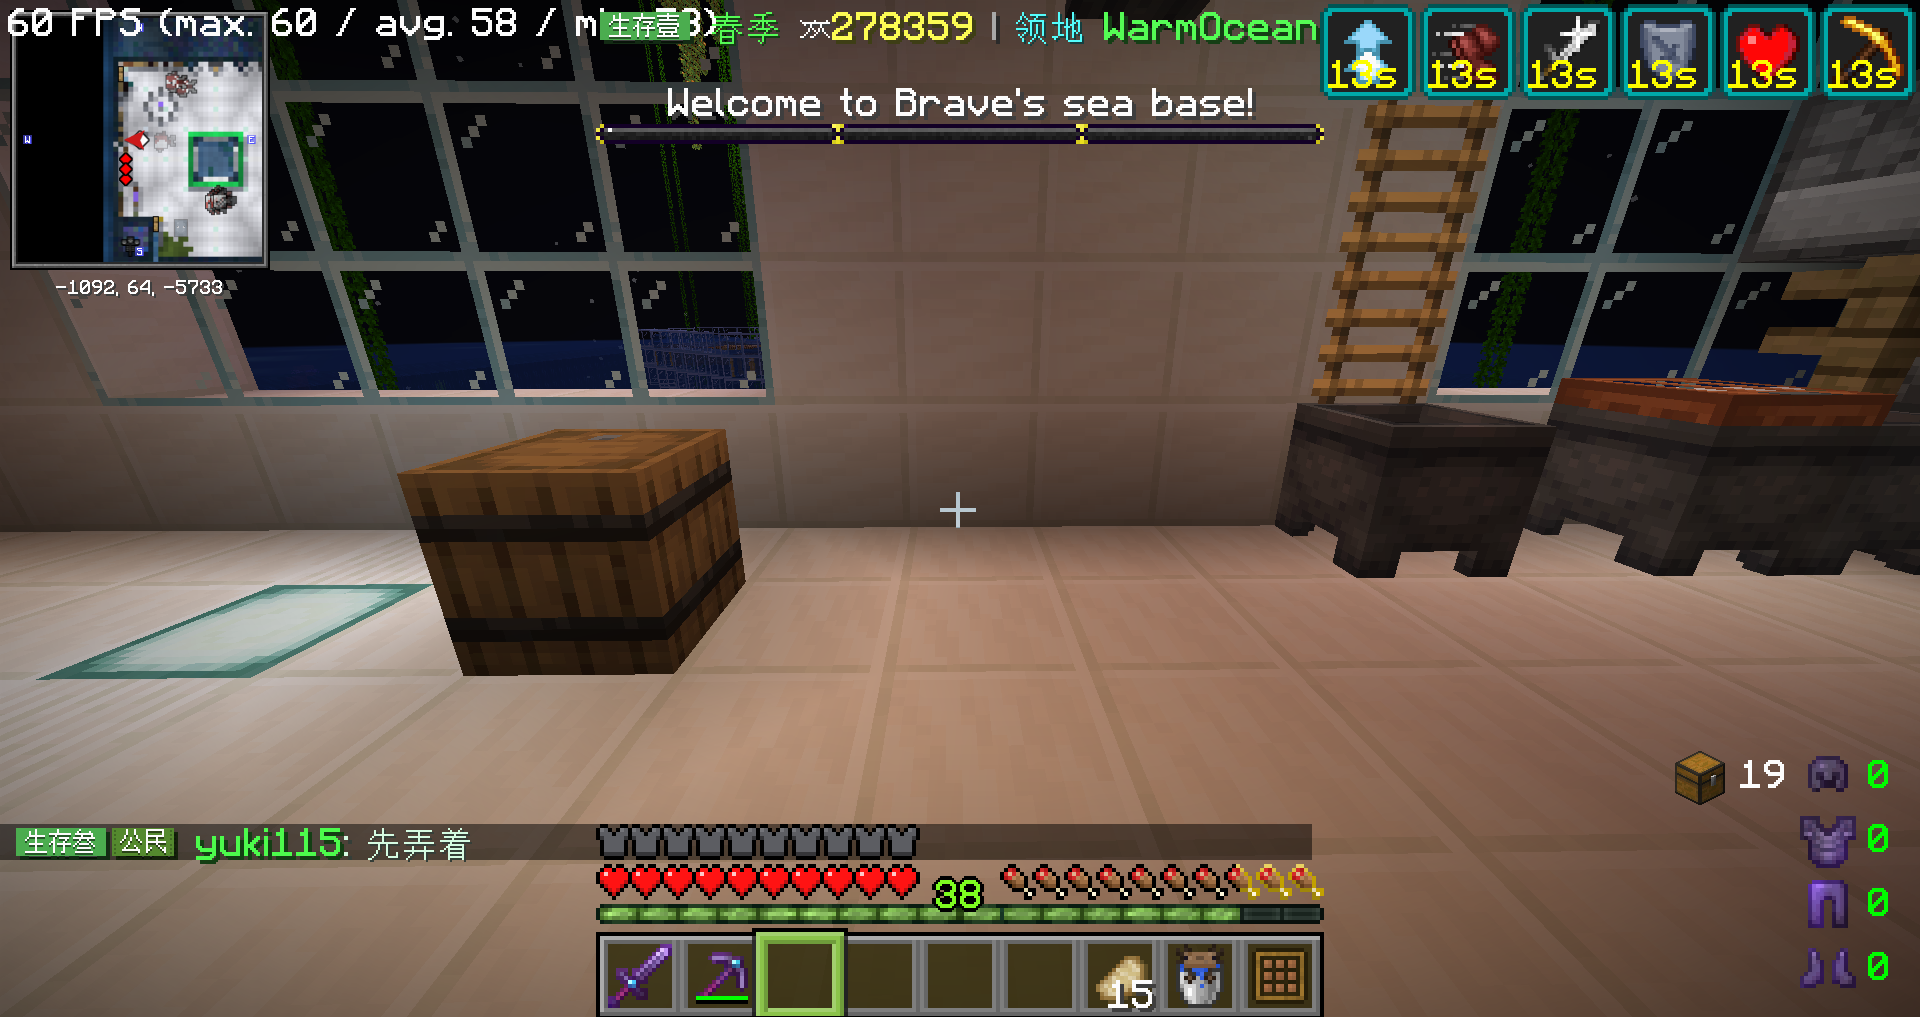 60 FPS (max. 60 / avg. 58 / m
生存壹 春季 278359 | 领地 WarmOcean
13s 13s 13s 13s 13s 13s
Welcome to Brave's sea base!
W
E
S
-1092, 64, -5733
19 0
0
0
0
生存叁 公民 yuki115: 先弄着
38
15